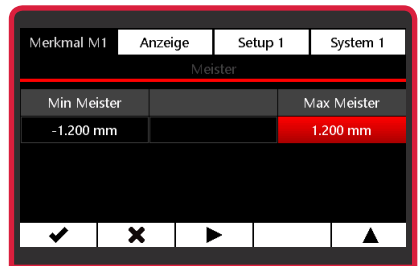 Merkmal M1 Anzeige Setup 1 System 1
Meister
Min Meister Max Meister
-1.200 mm 1.200 mm